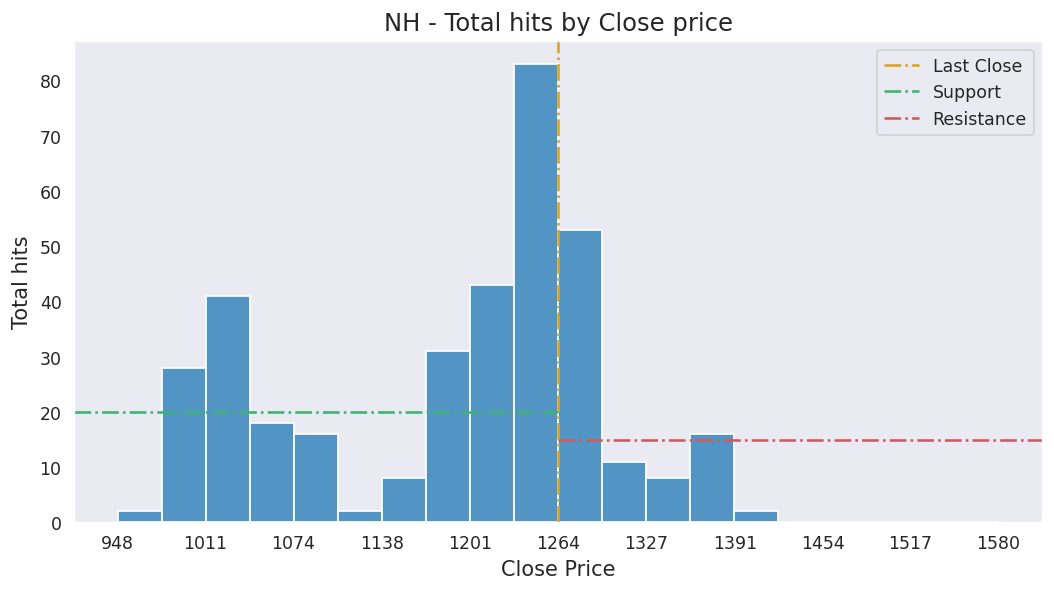 NH - Total hits by Close price
Last Close
Support
Resistance
Total hits
80
70
60
50
40
30
20
10
0
948 1011 1074 1138 1201 1264 1327 1391 1454 1517 1580
Close Price